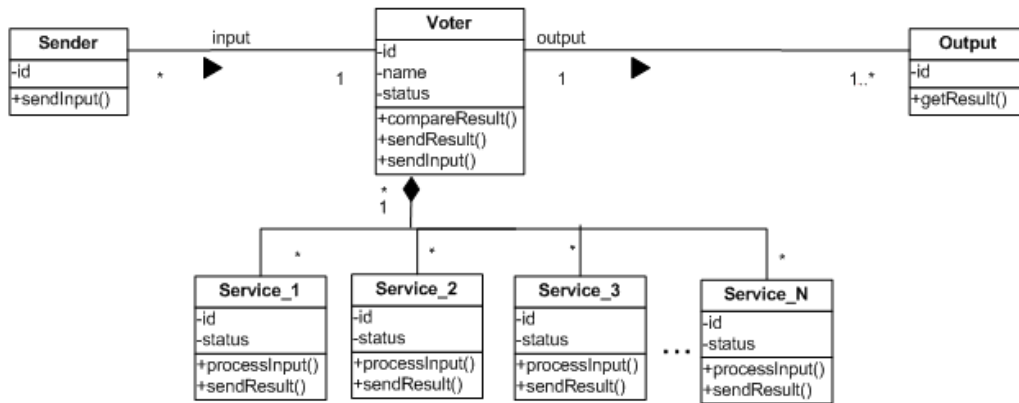 Sender
-id
+sendInput()
input
*
1
Voter
-id
-name
-status
+compareResult()
+sendResult()
+sendInput()
output
1
1..*
Output
-id
+getResult()
*
1
*
*
*
*
Service_1
-id
-status
+processInput()
+sendResult()
Service_2
-id
-status
+processInput()
+sendResult()
Service_3
-id
-status
+processInput()
+sendResult()
...
Service_N
-id
-status
+processInput()
+sendResult()